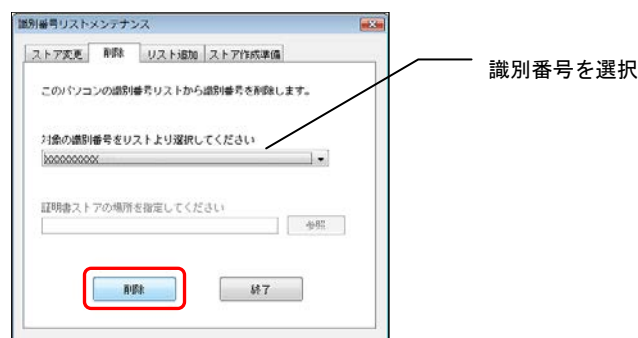 識別番号リストメンテナンス
ストア変更 削除 リスト追加 ストア作成準備
識別番号を選択
このパソコンの識別番号リストから識別番号を削除します。
対象の識別番号をリストより選択してください
XXXXXXXXXX
証明書ストアの場所を指定してください
参照
削除 終了